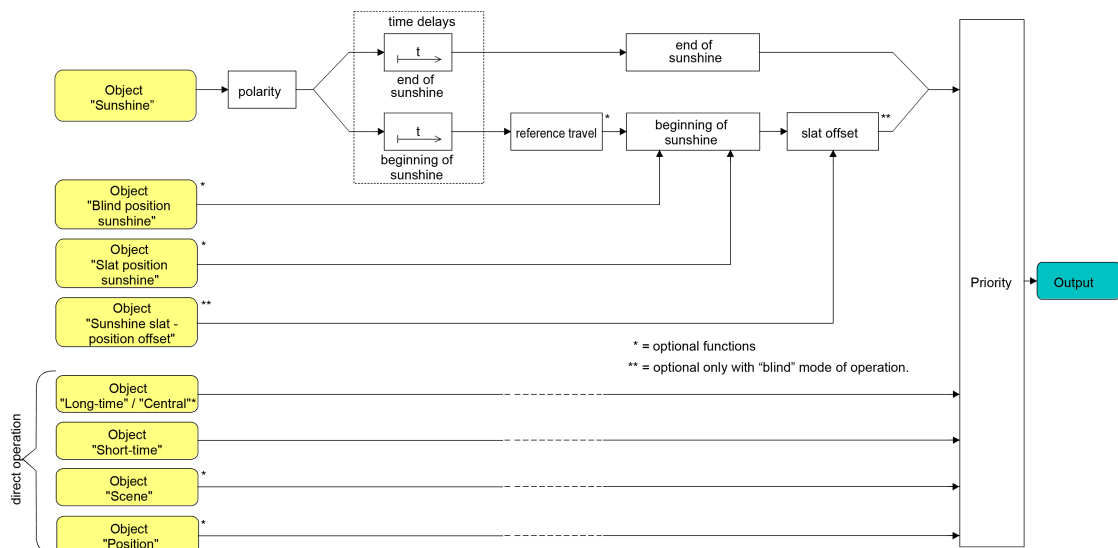 time delays
t
end of
sunshine
end of
sunshine
Object
"Sunshine"
polarity
t
beginning of
sunshine
reference travel
*
beginning of
sunshine
slat offset
**
Object
"Blind position
sunshine"
*
Object
"Slat position
sunshine"
*
Object
"Sunshine slat -
position offset"
**
Priority
Output
* = optional functions
** = optional only with “blind” mode of operation.
direct operation
Object
"Long-time" / "Central"*
Object
"Short-time"
Object
"Scene"
*
Object
"Position"
*